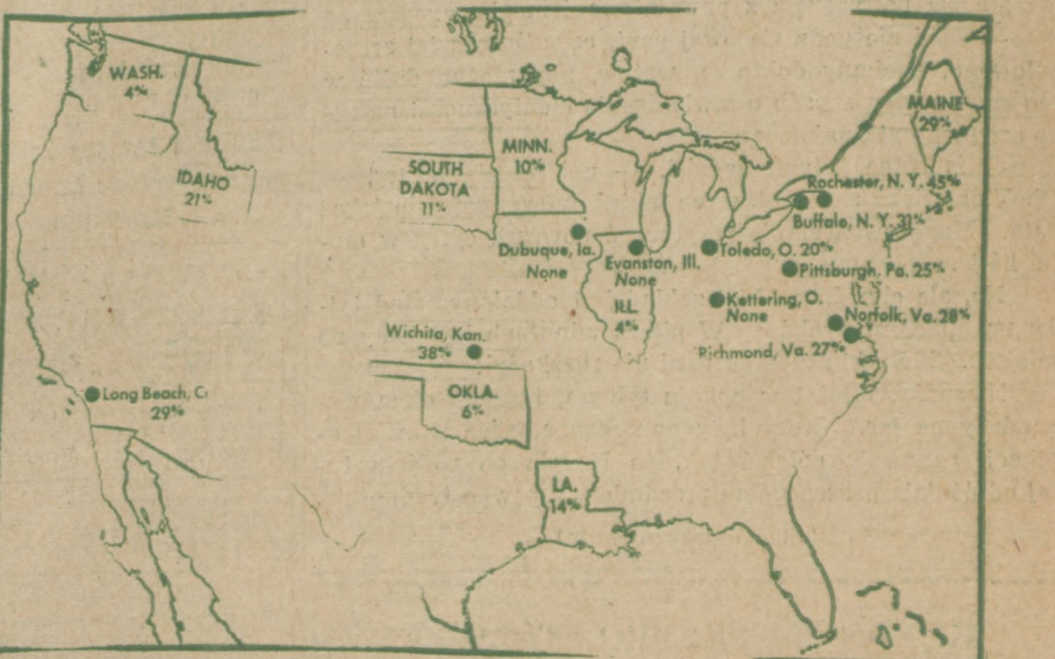 WASH.
4%
IDAHO
21%
SOUTH
DAKOTA
11%
MINN.
10%
MAINE
29%
Rochester, N. Y. 45%
Buffalo, N. Y. 31%
Dubuque, Ia.
None
Evanston, Ill.
None
Toledo, O. 20%
Pittsburgh, Pa. 25%
ILL.
4%
Kettering, O.
None
Norfolk, Va. 28%
Richmond, Va. 27%
Wichita, Kan.
38%
Long Beach, C
29%
OKLA.
6%
LA.
14%